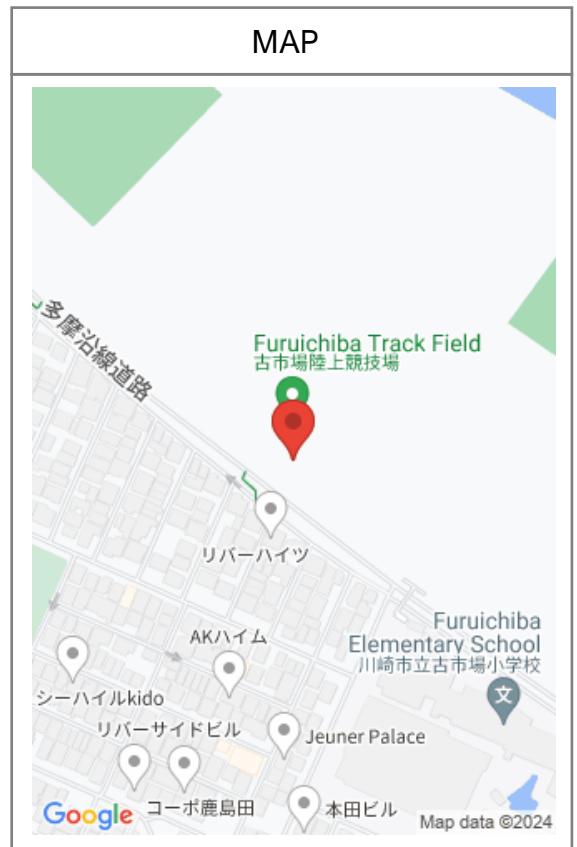 MAP
多摩沿線道路
Furuichiba Track Field
古市場陸上競技場
リバーハイツ
Furuichiba
Elementary School
川崎市立古市場小学校
AKハイム
シーハイルkido
リバーサイドビル
Jeuner Palace
コーポ鹿島田
本田ビル
文
Google
Map data ©2024